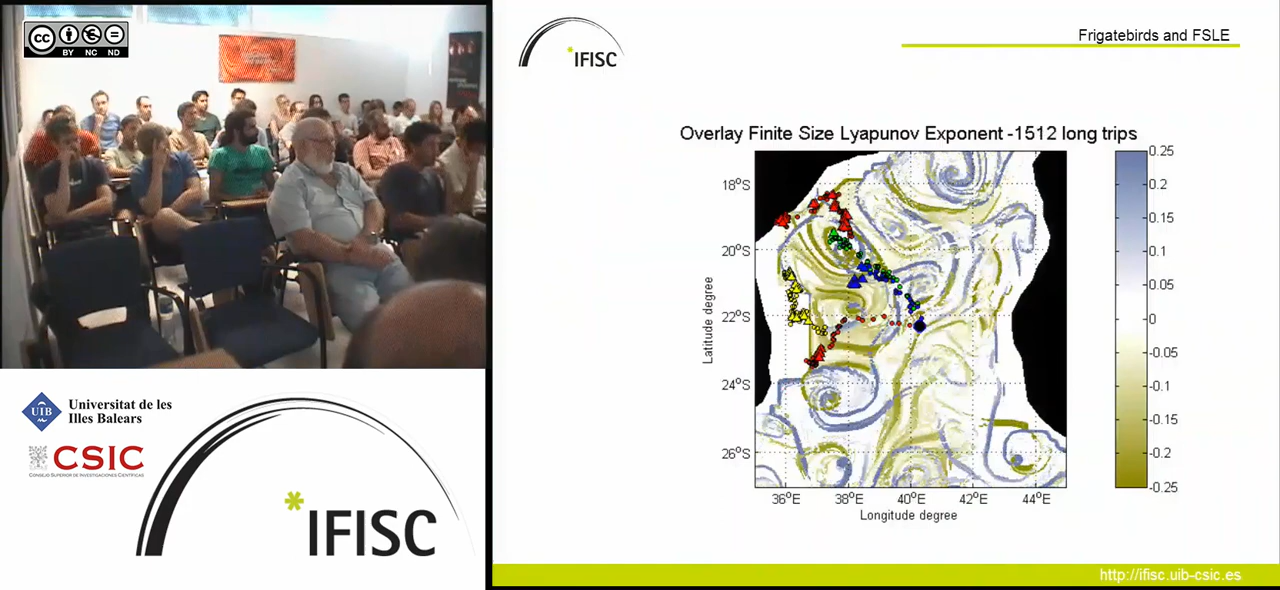 cc
BY NC ND
Universitat de les
Illes Balears
UIB
CSIC
CONSEJO SUPERIOR DE INVESTIGACIONES CIENTIFICAS
IFISC
IFISC
Frigatebirds and FSLE
Overlay Finite Size Lyapunov Exponent -1512 long trips
18°S
20°S
22°S
24°S
26°S
Latitude degree
36°E 38°E 40°E 42°E 44°E
Longitude degree
0.25
0.2
0.15
0.1
0.05
0
-0.05
-0.1
-0.15
-0.2
-0.25
http://ifisc.uib-csic.es